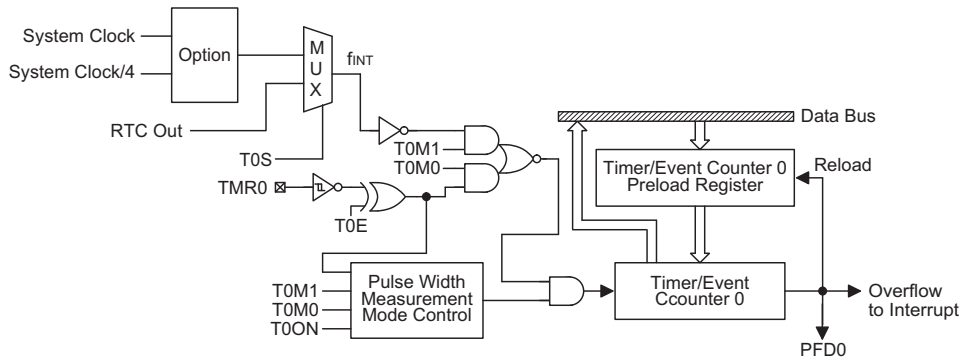 System Clock
System Clock/4
Option
M
U
X
fINT
RTC Out
T0S
T0M1
T0M0
TMR0
T0E
Data Bus
Timer/Event Counter 0
Preload Register
Reload
T0M1
T0M0
T0ON
Pulse Width
Measurement
Mode Control
Timer/Event
Ccounter 0
Overflow
to Interrupt
PFD0